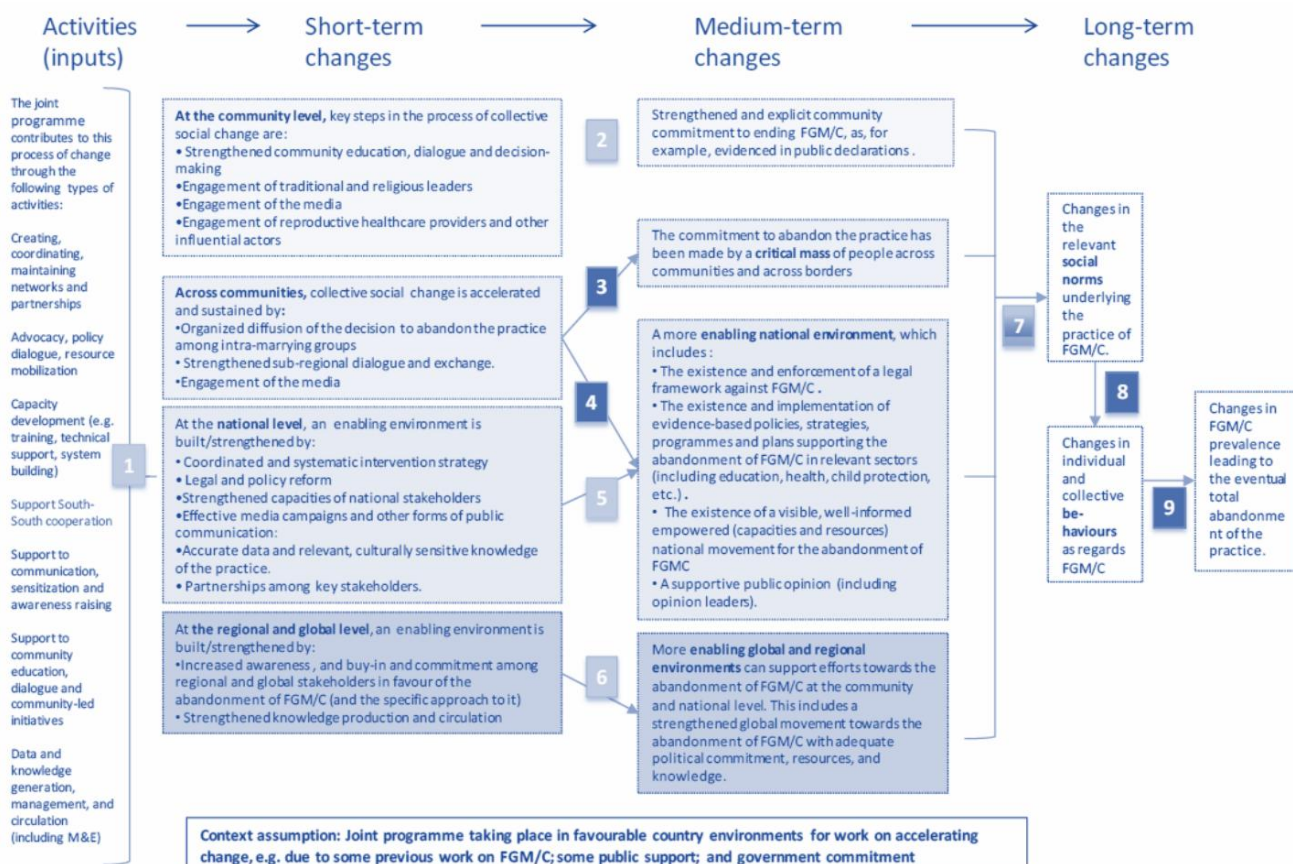 Activities
(inputs)
Short-term
changes
Medium-term
changes
Long-term
changes
The joint
programme
contributes to this
process of change
through the
following types of
activities:
Creating,
coordinating,
maintaining
networks and
partnerships
Advocacy, policy
dialogue, resource
mobilization
Capacity
development (e.g.
training, technical
support, system
building)
Support South-
South cooperation
Support to
communication,
sensitization and
awareness raising
Support to
community
education,
dialogue and
community-led
initiatives
Data and
knowledge
generation,
management, and
circulation
(including M&E)
1
At the community level, key steps in the process of collective
social change are:
• Strengthened community education, dialogue and decision-
making
•Engagement of traditional and religious leaders
•Engagement of the media
•Engagement of reproductive healthcare providers and other
influential actors
Across communities, collective social change is accelerated
and sustained by:
•Organized diffusion of the decision to abandon the practice
among intra-marrying groups
• Strengthened sub-regional dialogue and exchange.
•Engagement of the media
At the national level, an enabling environment is
built/strengthened by:
• Coordinated and systematic intervention strategy
• Legal and policy reform
•Strengthened capacities of national stakeholders
•Effective media campaigns and other forms of public
communication:
•Accurate data and relevant, culturally sensitive knowledge
of the practice.
• Partnerships among key stakeholders.
At the regional and global level, an enabling environment is
built/strengthened by:
•Increased awareness, and buy-in and commitment among
regional and global stakeholders in favour of the
abandonment of FGM/C (and the specific approach to it)
• Strengthened knowledge production and circulation
2
3
4
5
6
Strengthened and explicit community
commitment to ending FGM/C, as, for
example, evidenced in public declarations .
The commitment to abandon the practice has
been made by a critical mass of people across
communities and across borders
A more enabling national environment, which
includes :
• The existence and enforcement of a legal
framework against FGM/C .
• The existence and implementation of
evidence-based policies, strategies,
programmes and plans supporting the
abandonment of FGM/C in relevant sectors
(including education, health, child protection,
etc.) .
• The existence of a visible, well-informed
empowered (capacities and resources)
national movement for the abandonment of
FGMC
• A supportive public opinion (including
opinion leaders).
More enabling global and regional
environments can support efforts towards the
abandonment of FGM/C at the community
and national level. This includes a
strengthened global movement towards the
abandonment of FGM/C with adequate
political commitment, resources, and
knowledge.
7
Changes in
the
relevant
social
norms
underlying
the
practice of
FGM/C.
8
Changes in
individual
and
collective
be-
haviours
as regards
FGM/C
9
Changes in
FGM/C
prevalence
leading to
the eventual
total
abandonme
nt of the
practice.
Context assumption: Joint programme taking place in favourable country environments for work on accelerating
change, e.g. due to some previous work on FGM/C; some public support; and government commitment